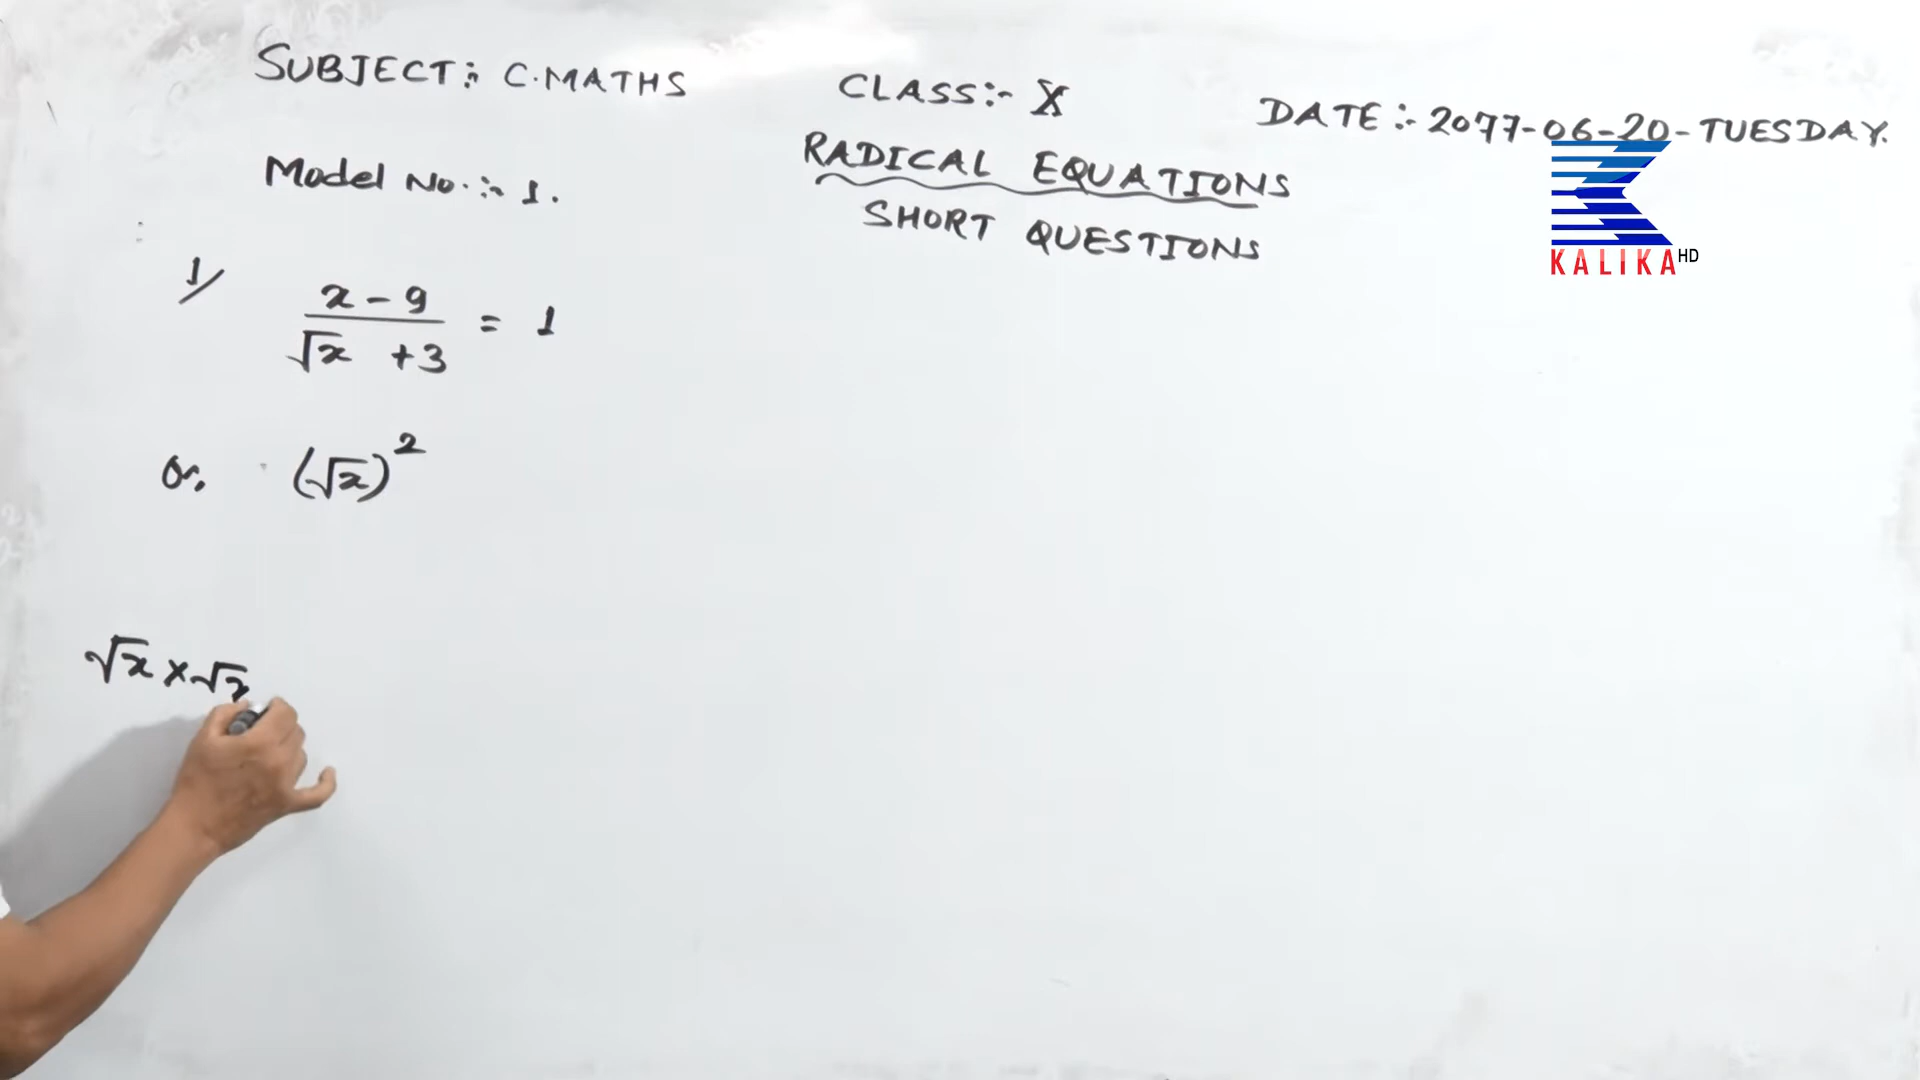 SUBJECT:- C.MATHS
CLASS:- X
DATE:- 2077-06-20-TUESDAY.
Model No.:- 1.
RADICAL EQUATIONS
SHORT QUESTIONS
KALIKA HD
1/
x - 9
√x + 3 = 1
or, (√x)²
√x × √x